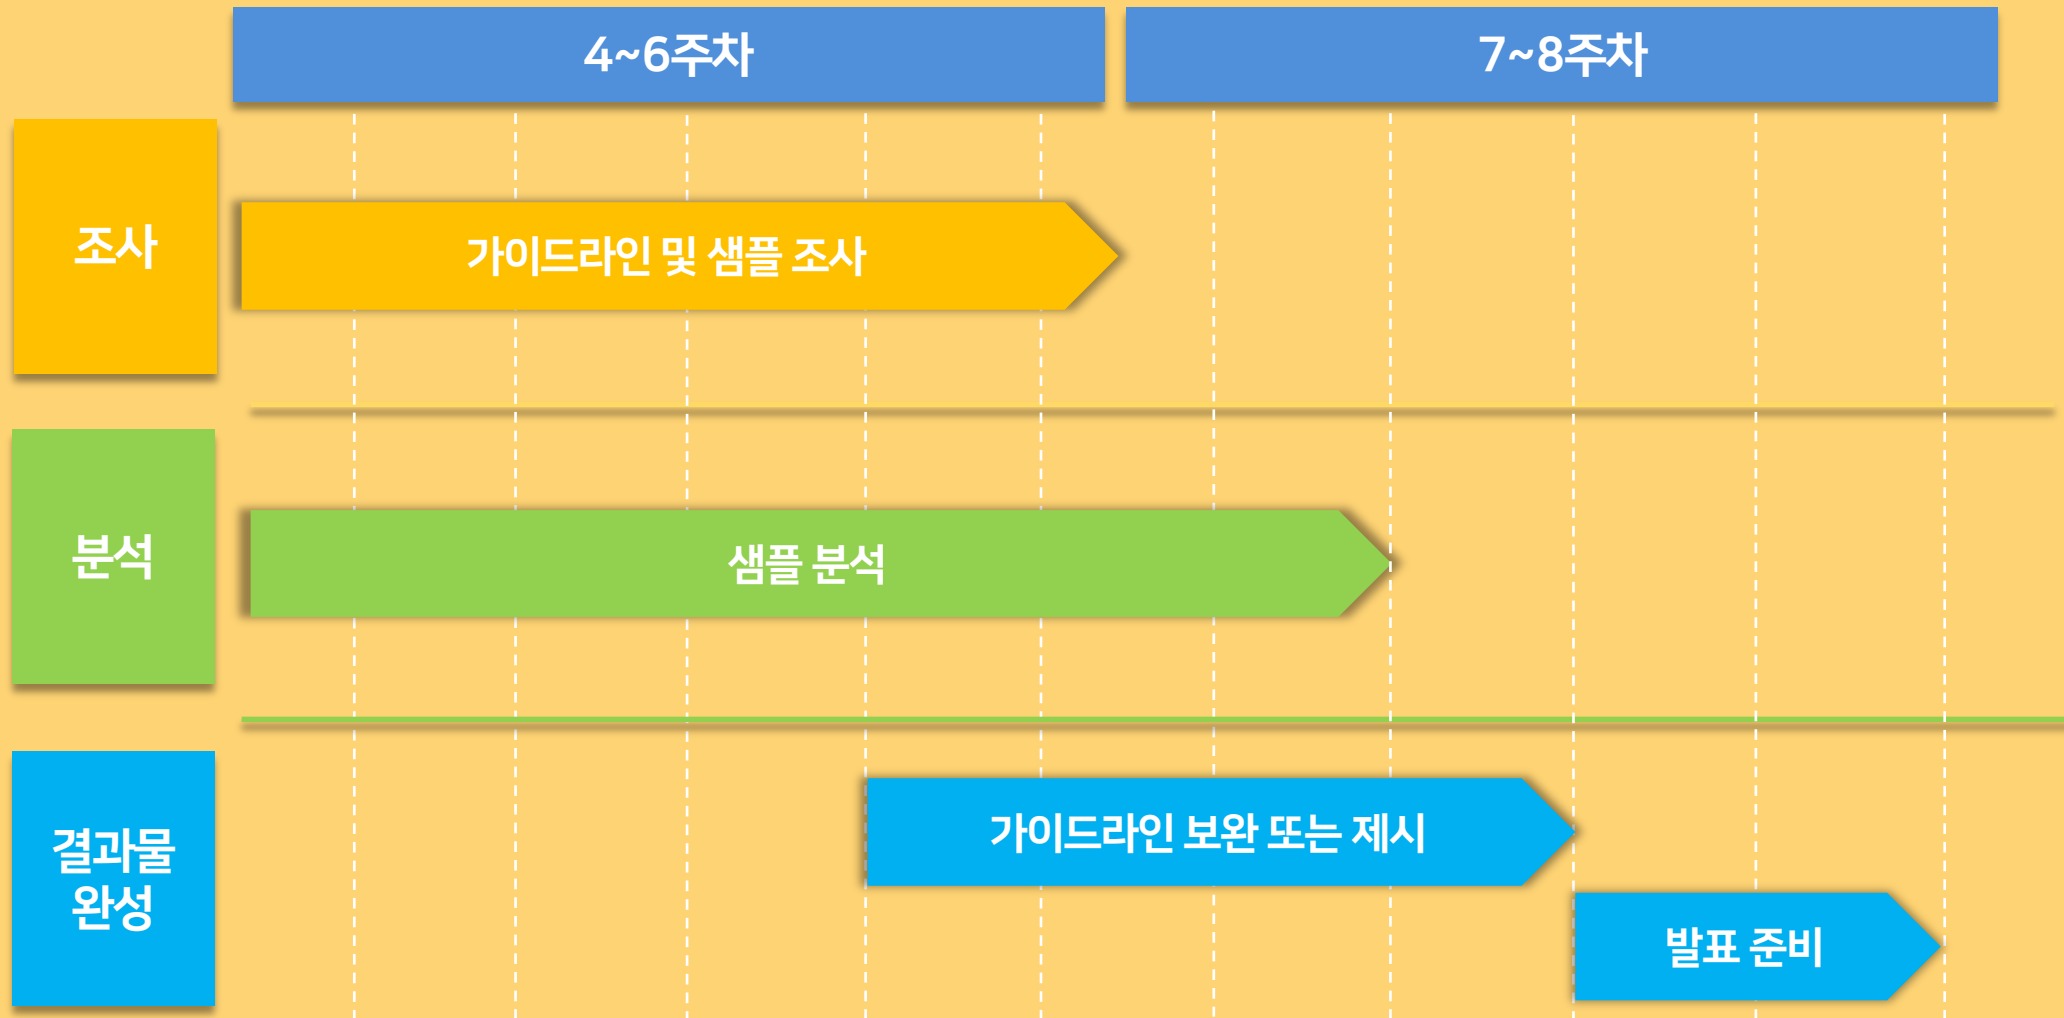 4~6주차
7~8주차
조사
가이드라인 및 샘플 조사
분석
샘플 분석
결과물
완성
가이드라인 보완 또는 제시
발표 준비